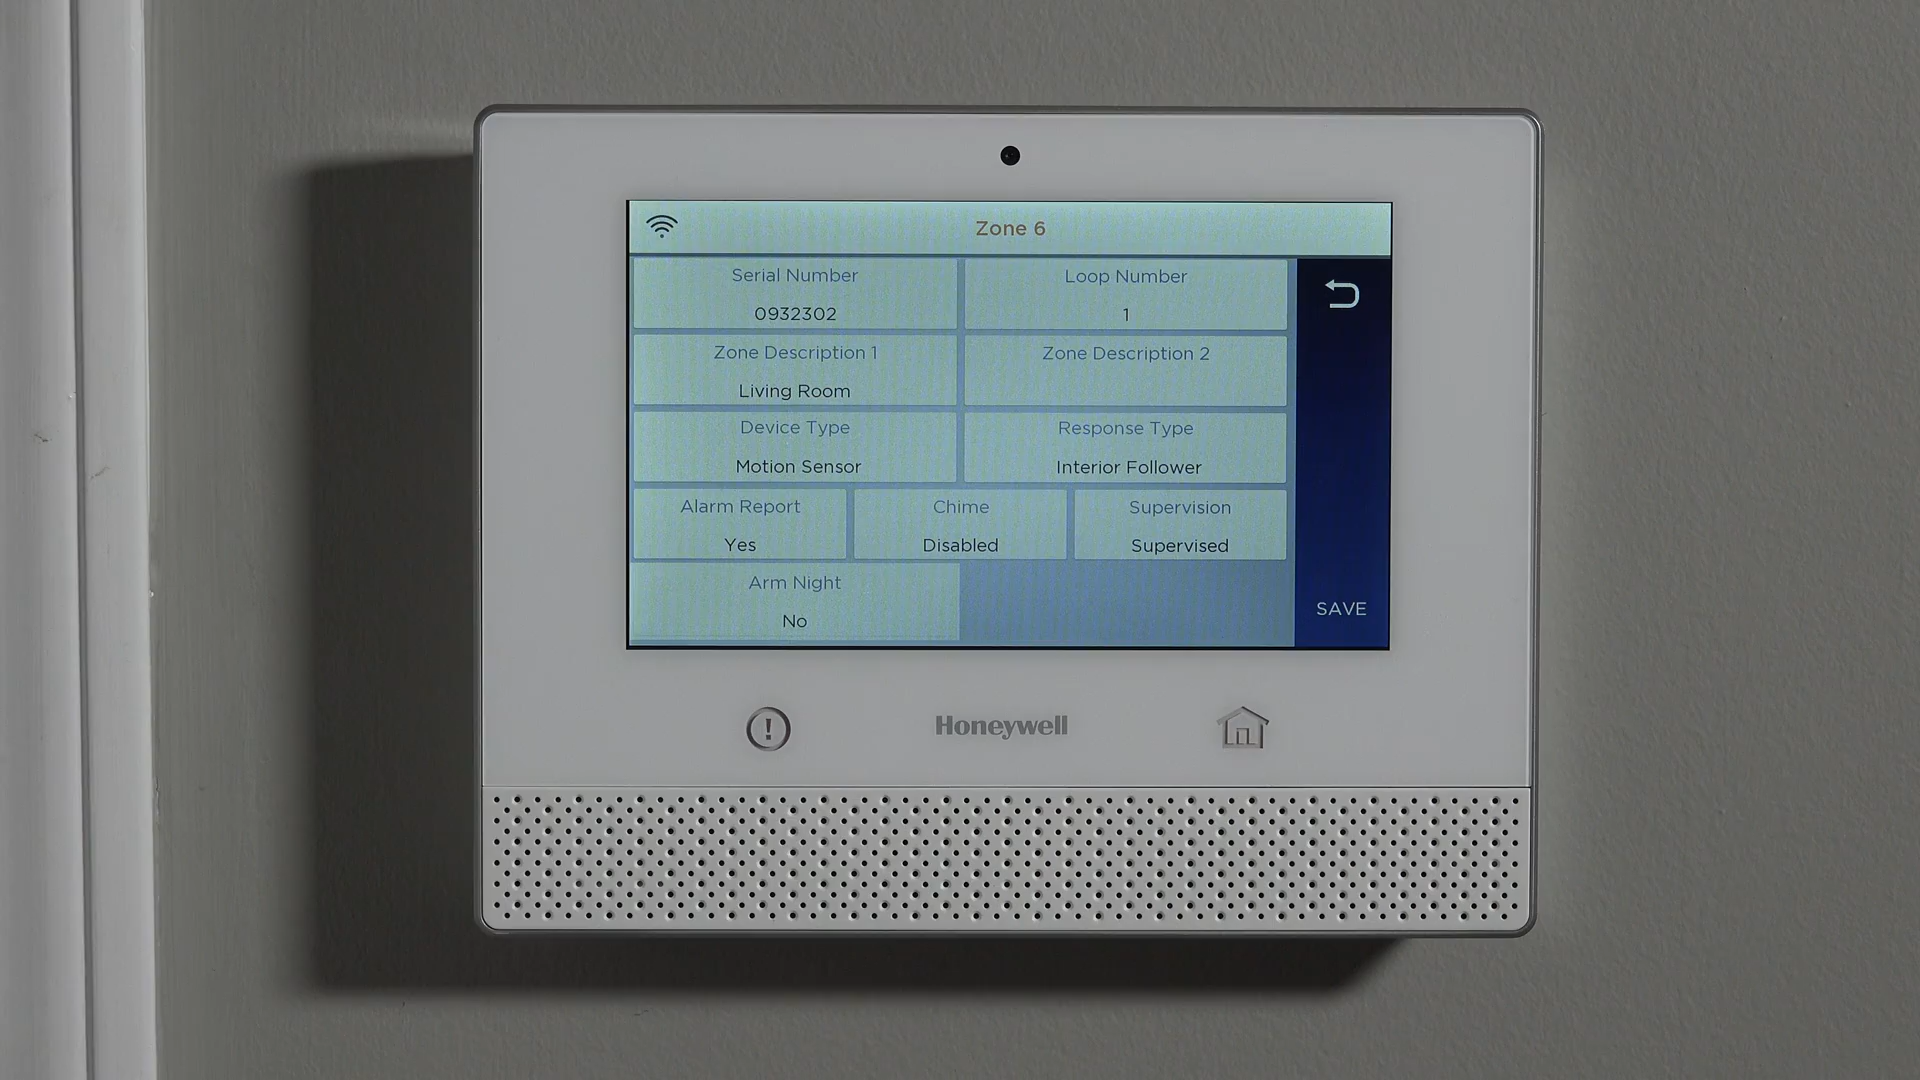 Zone 6
Serial Number
0932302
Loop Number
1
Zone Description 1
Living Room
Zone Description 2
Device Type
Motion Sensor
Response Type
Interior Follower
Alarm Report
Yes
Chime
Disabled
Supervision
Supervised
Arm Night
No
SAVE
Honeywell